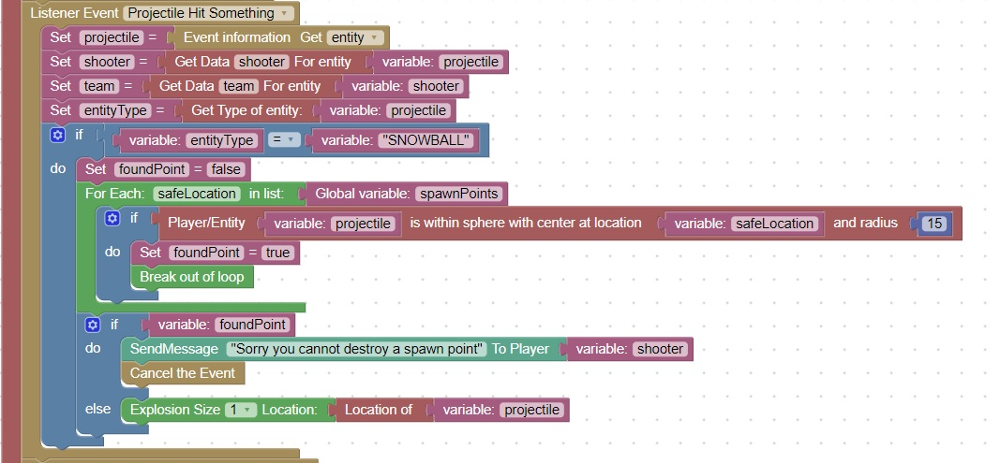 Listener Event Projectile Hit Something
Set projectile = Event information Get entity
Set shooter = Get Data shooter For entity variable: projectile
Set team = Get Data team For entity variable: shooter
Set entityType = Get Type of entity: variable: projectile
if variable: entityType = variable: "SNOWBALL"
do Set foundPoint = false
For Each: safeLocation in list: Global variable: spawnPoints
if Player/Entity variable: projectile is within sphere with center at location variable: safeLocation and radius 15
do Set foundPoint = true
Break out of loop
if variable: foundPoint
do SendMessage "Sorry you cannot destroy a spawn point" To Player variable: shooter
Cancel the Event
else Explosion Size 1 Location: Location of variable: projectile